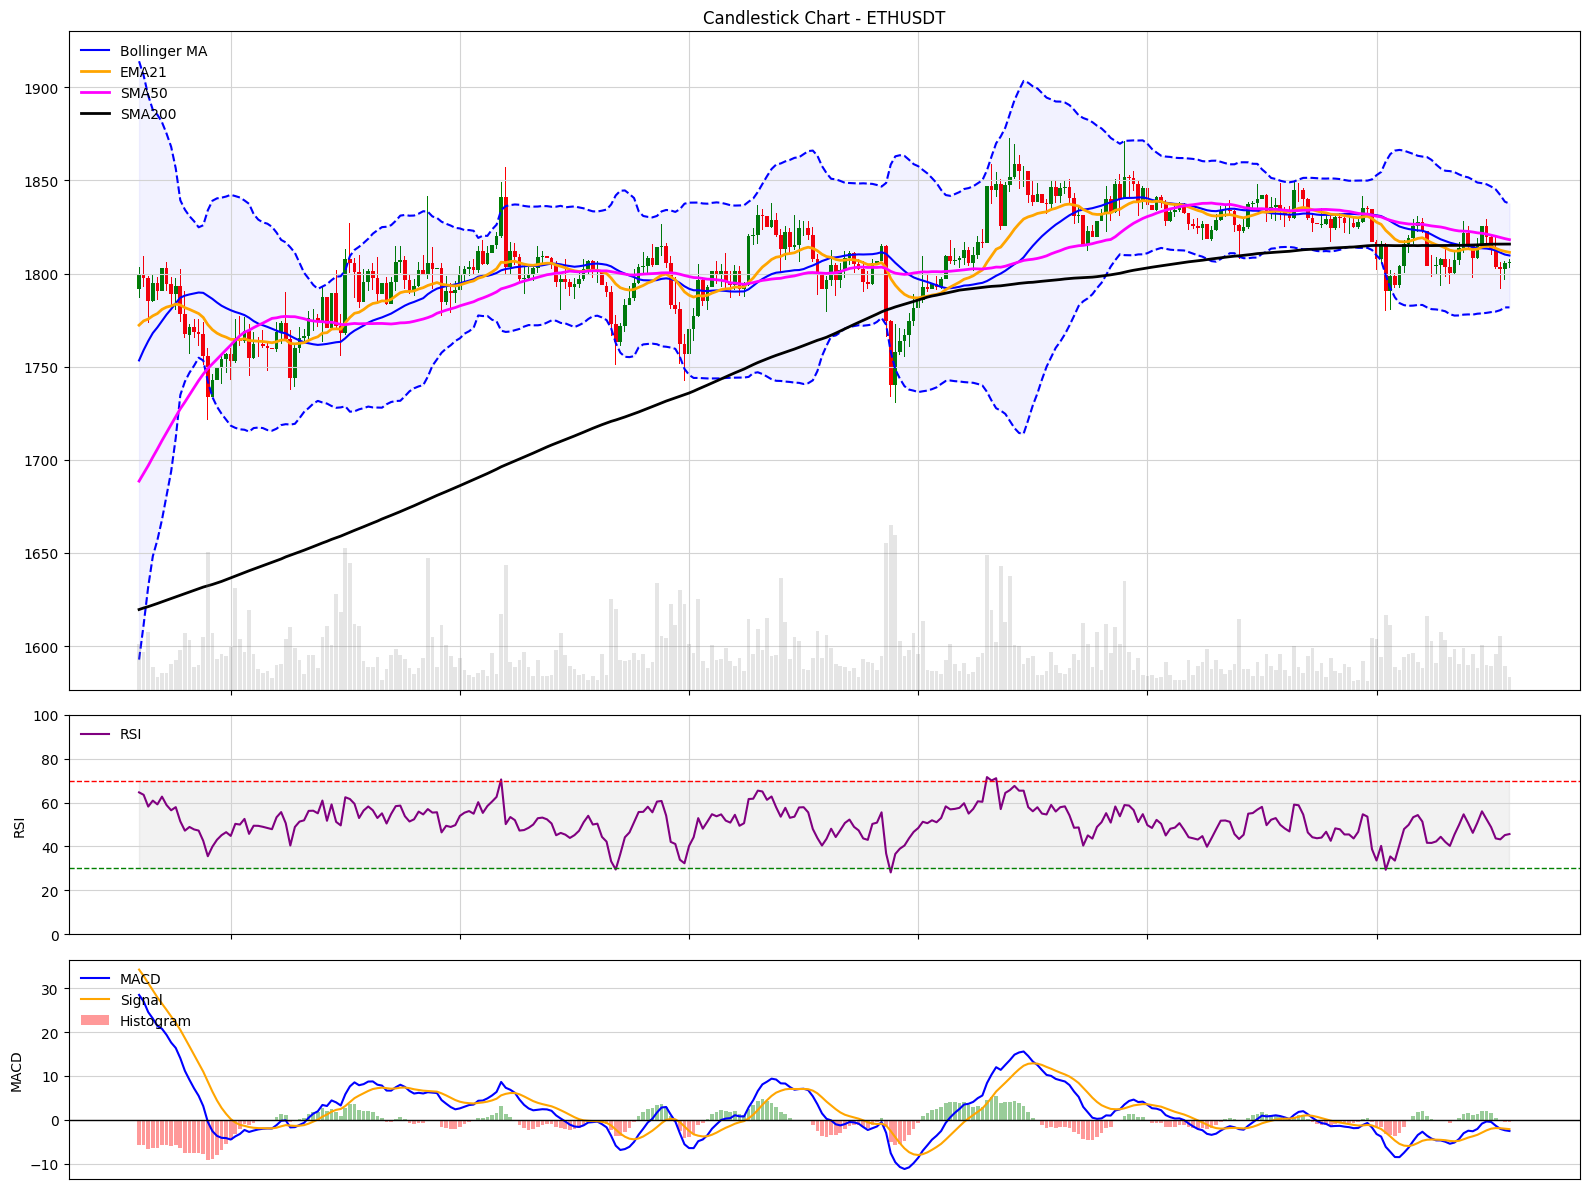 Candlestick Chart - ETHUSDT
Bollinger MA
EMA21
SMA50
SMA200
1900
1850
1800
1750
1700
1650
1600
RSI
100
80
60
40
20
0
RSI
MACD
Signal
Histogram
30
20
10
0
−10
MACD